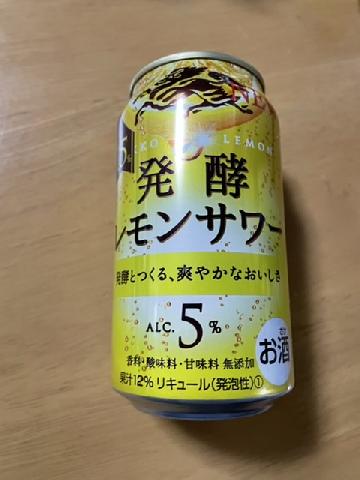 NEW
5%
KO LEMON
発酵
レモンサワー
発酵とつくる、爽やかなおいしさ
ALC. 5%
お酒
香料・酸味料・甘味料 無添加
果汁12% リキュール(発泡性)①